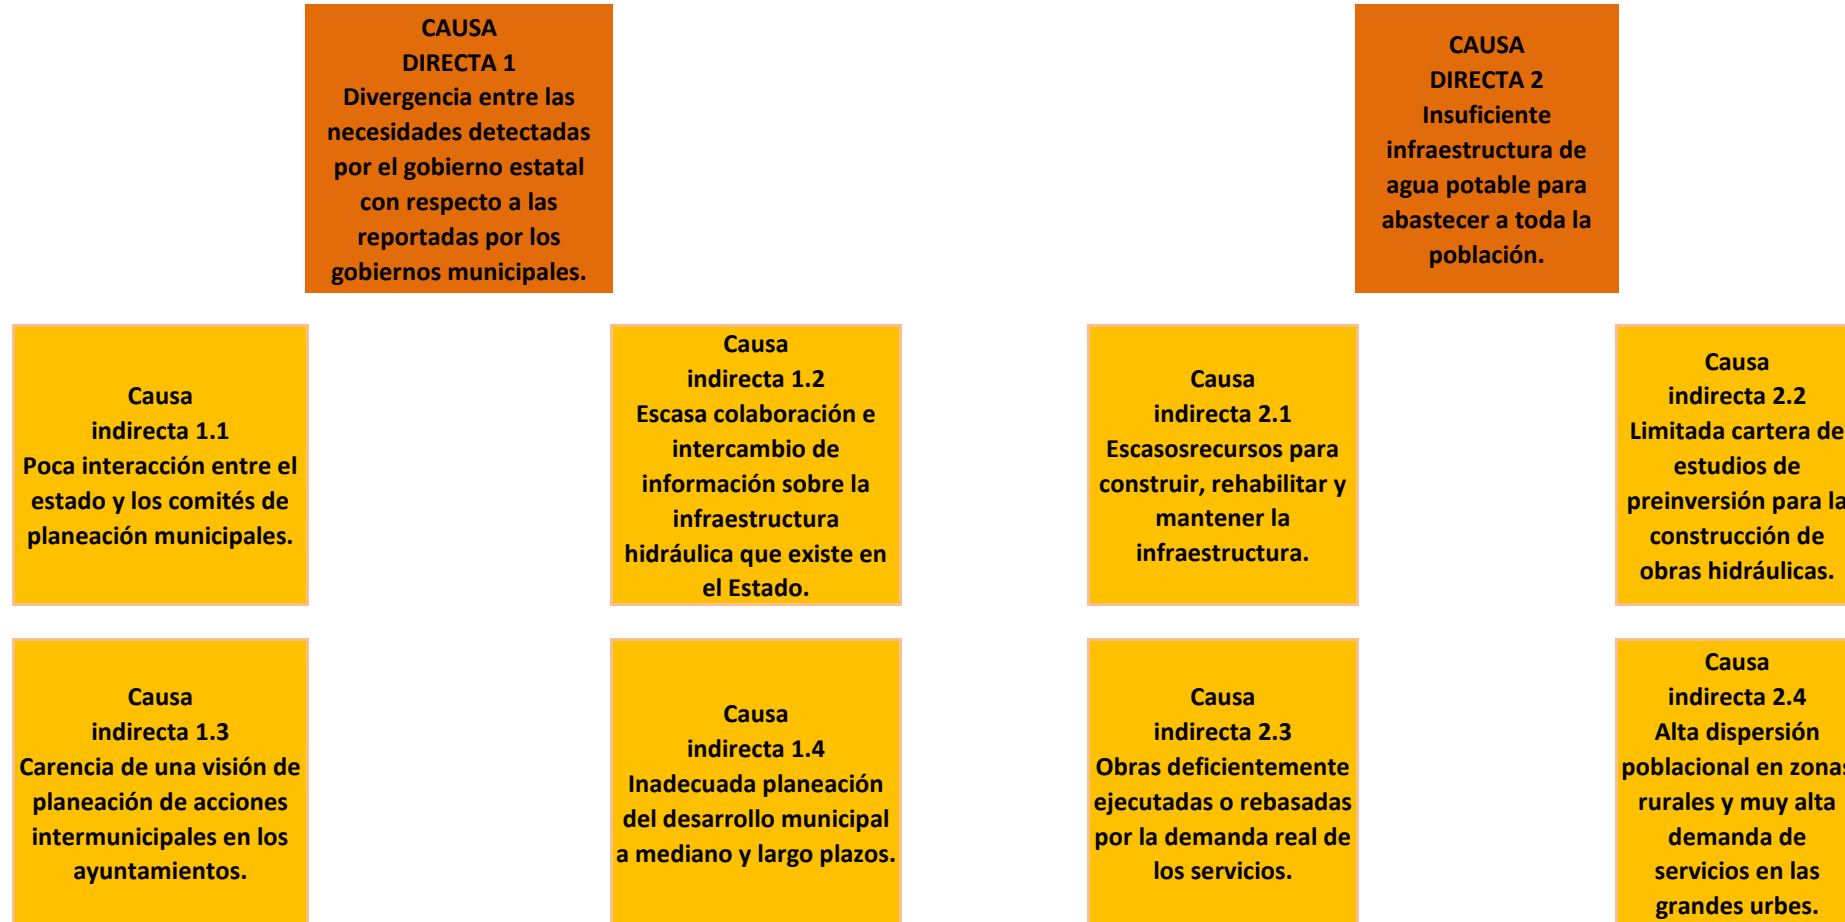 CAUSA
DIRECTA 1
Divergencia entre las
necesidades detectadas
por el gobierno estatal
con respecto a las
reportadas por los
gobiernos municipales.
CAUSA
DIRECTA 2
Insuficiente
infraestructura de
agua potable para
abastecer a toda la
población.
Causa
indirecta 1.1
Poca interacción entre el
estado y los comités de
planeación municipales.
Causa
indirecta 1.2
Escasa colaboración e
intercambio de
información sobre la
infraestructura
hidráulica que existe en
el Estado.
Causa
indirecta 2.1
Escasosrecursos para
construir, rehabilitar y
mantener la
infraestructura.
Causa
indirecta 2.2
Limitada cartera de
estudios de
preinversión para la
construcción de
obras hidráulicas.
Causa
indirecta 1.3
Carencia de una visión de
planeación de acciones
intermunicipales en los
ayuntamientos.
Causa
indirecta 1.4
Inadecuada planeación
del desarrollo municipal
a mediano y largo plazos.
Causa
indirecta 2.3
Obras deficientemente
ejecutadas o rebasadas
por la demanda real de
los servicios.
Causa
indirecta 2.4
Alta dispersión
poblacional en zonas
rurales y muy alta
demanda de
servicios en las
grandes urbes.